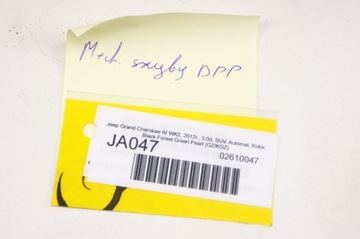 Mech. szyby DPP
Jeep Grand Cherokee IV WK2, 2012r., 3.0d, SUV, Automat, Kolor
Black Forest Green Pearl (GZ/KGZ)
JA047
02610047